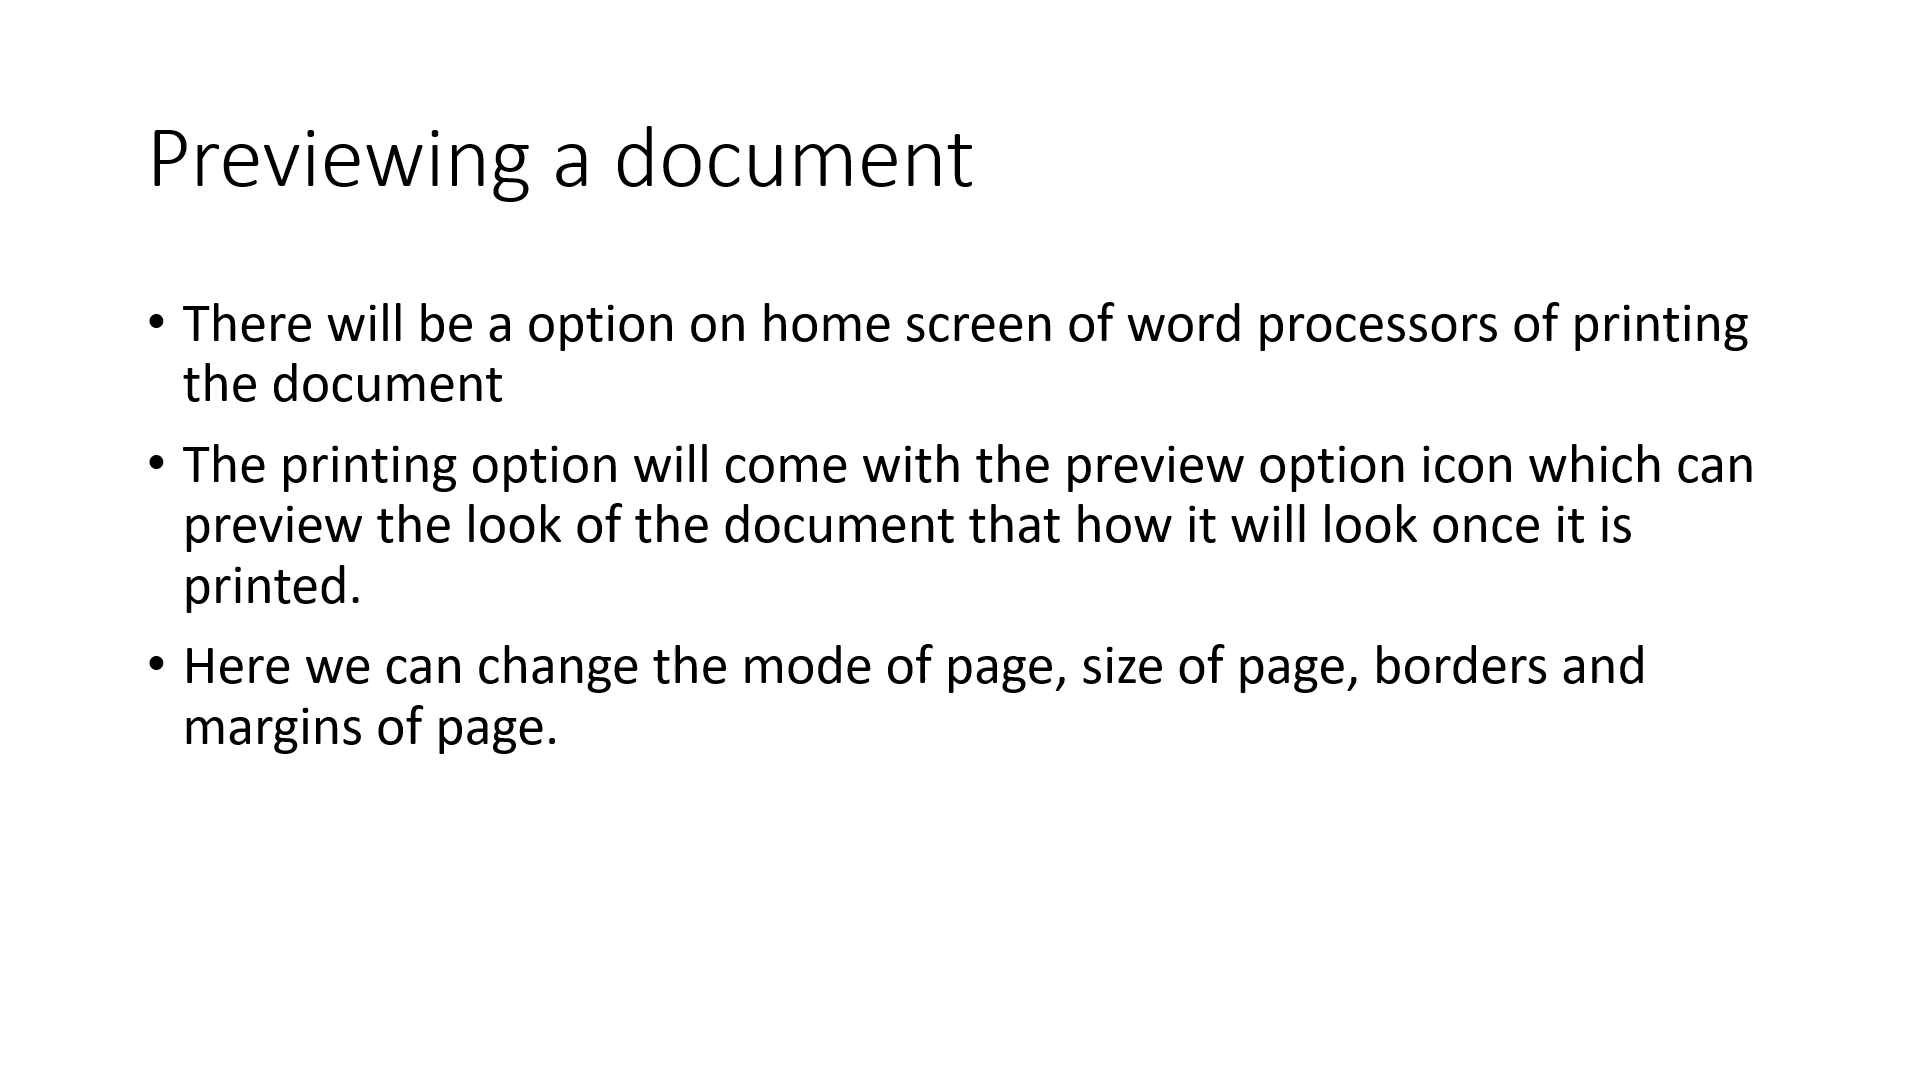 Previewing a document
• There will be a option on home screen of word processors of printing
the document
• The printing option will come with the preview option icon which can
preview the look of the document that how it will look once it is
printed.
• Here we can change the mode of page, size of page, borders and
margins of page.